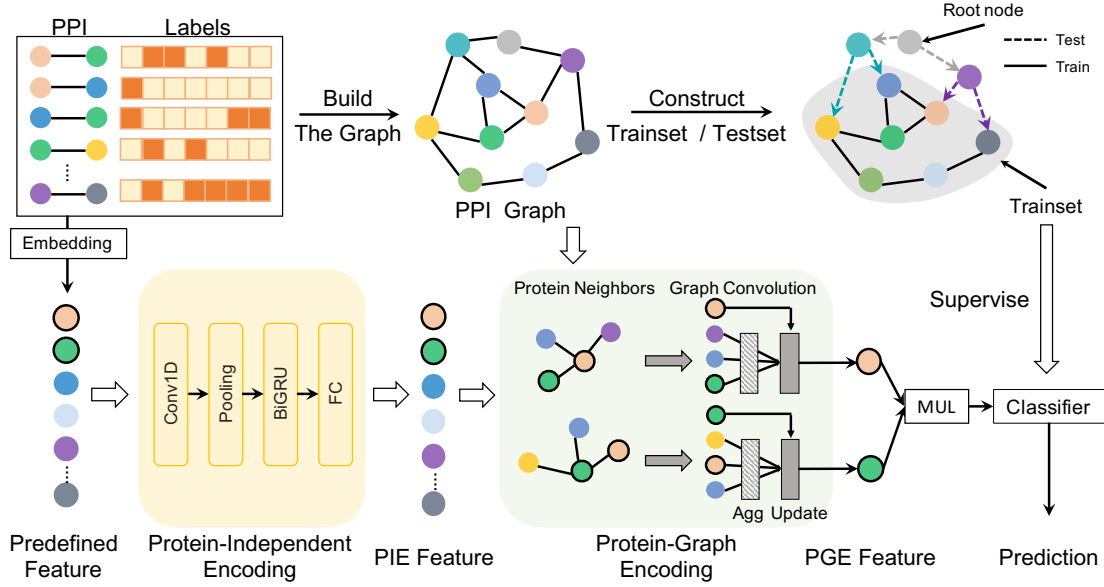 PPI
Labels
Build
The Graph
PPI Graph
Construct
Trainset / Testset
Root node
Test
Train
Trainset
Embedding
Supervise
Conv1D
Pooling
BiGRU
FC
Protein Neighbors
Graph Convolution
Agg
Update
MUL
Classifier
Predefined
Feature
Protein-Independent
Encoding
PIE Feature
Protein-Graph
Encoding
PGE Feature
Prediction